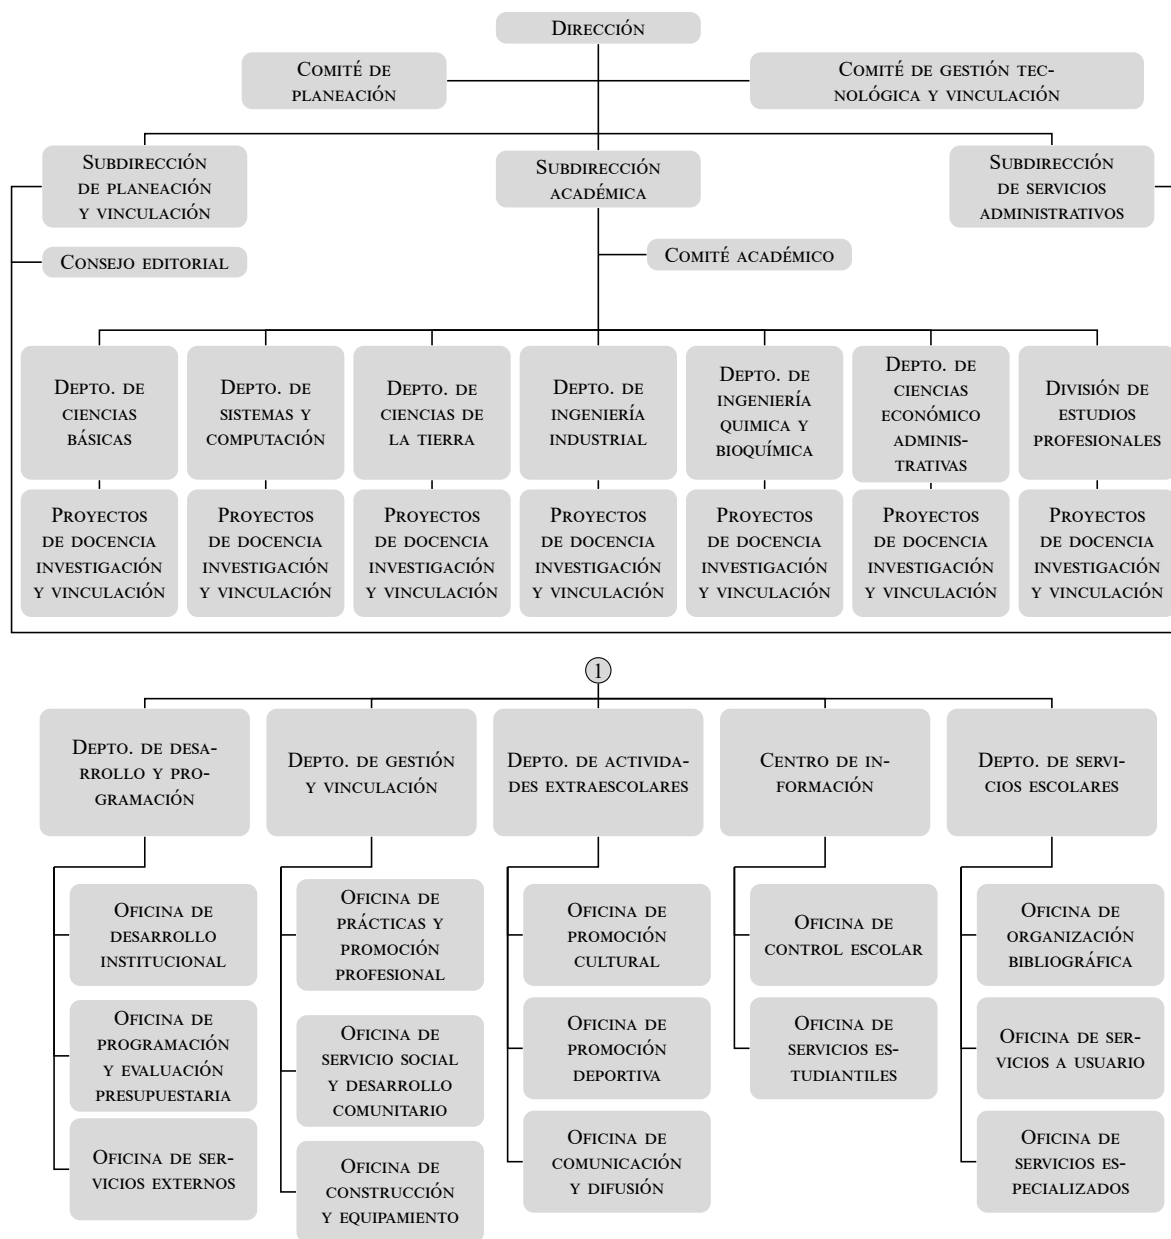 Dirección
Comité de
planeación
Comité de gestión tec-
nológica y vinculación
Subdirección
de planeación
y vinculación
Subdirección
académica
Subdirección
de servicios
administrativos
Consejo editorial
Comité académico
Depto. de
ciencias
básicas
Depto. de
sistemas y
computación
Depto. de
ciencias de
la tierra
Depto. de
ingeniería
industrial
Depto. de
ingeniería
quimica y
bioquímica
Depto. de
ciencias
económico
adminis-
trativas
División de
estudios
profesionales
Proyectos
de docencia
investigación
y vinculación
Proyectos
de docencia
investigación
y vinculación
Proyectos
de docencia
investigación
y vinculación
Proyectos
de docencia
investigación
y vinculación
Proyectos
de docencia
investigación
y vinculación
Proyectos
de docencia
investigación
y vinculación
Proyectos
de docencia
investigación
y vinculación
1
Depto. de desa-
rrollo y pro-
gramación
Depto. de gestión
y vinculación
Depto. de activida-
des extraescolares
Centro de in-
formación
Depto. de servi-
cios escolares
Oficina de
desarrollo
institucional
Oficina de
prácticas y
promoción
profesional
Oficina de
promoción
cultural
Oficina de
control escolar
Oficina de
organización
bibliográfica
Oficina de
programación
y evaluación
presupuestaria
Oficina de
servicio social
y desarrollo
comunitario
Oficina de
promoción
deportiva
Oficina de
servicios es-
tudiantiles
Oficina de ser-
vicios a usuario
Oficina de ser-
vicios externos
Oficina de
construcción
y equipamiento
Oficina de
comunicación
y difusión
Oficina de
servicios es-
pecializados